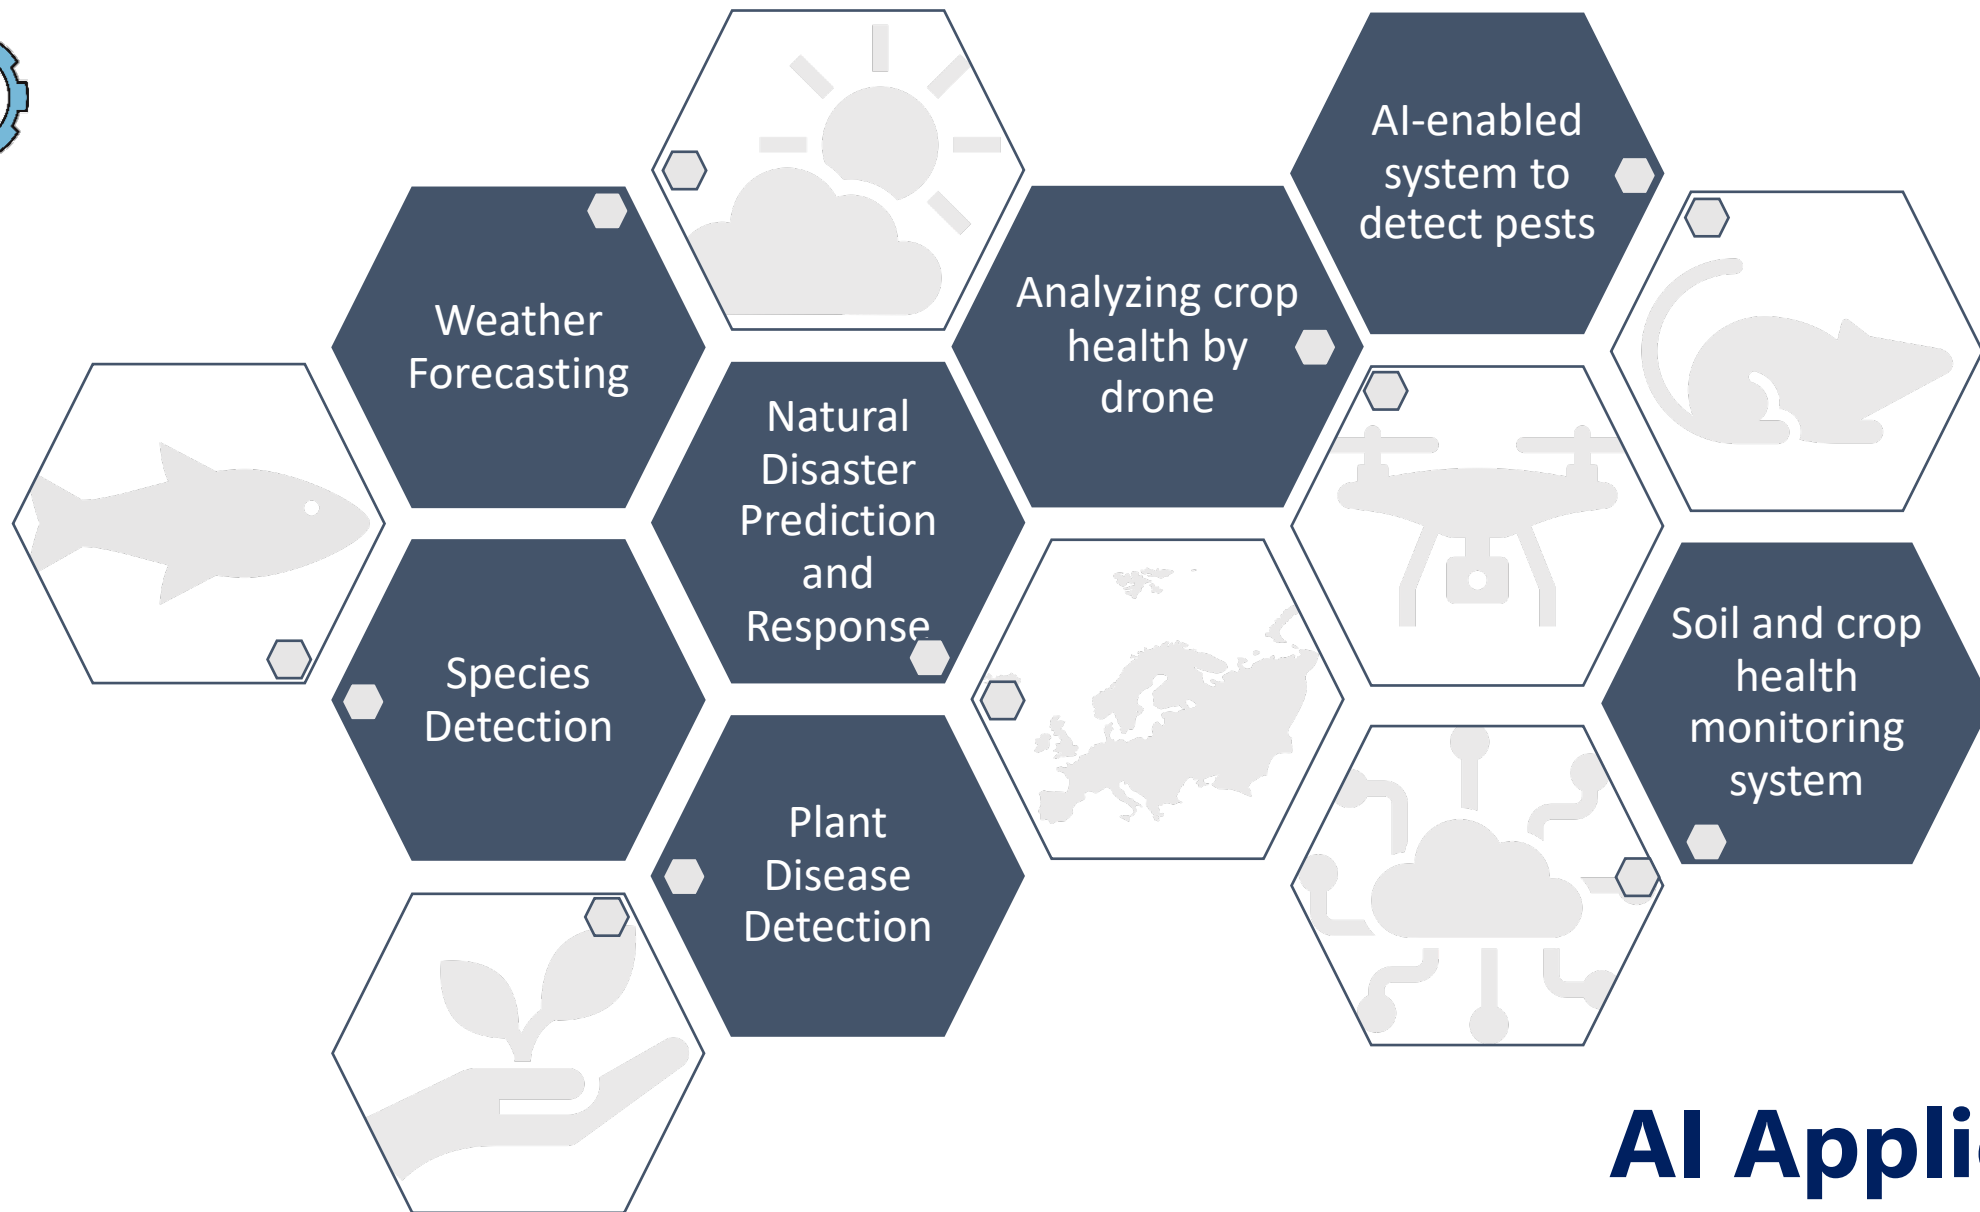 Weather
Forecasting
Natural
Disaster
Prediction
and
Response
Analyzing crop
health by
drone
AI-enabled
system to
detect pests
Species
Detection
Plant
Disease
Detection
Soil and crop
health
monitoring
system
AI